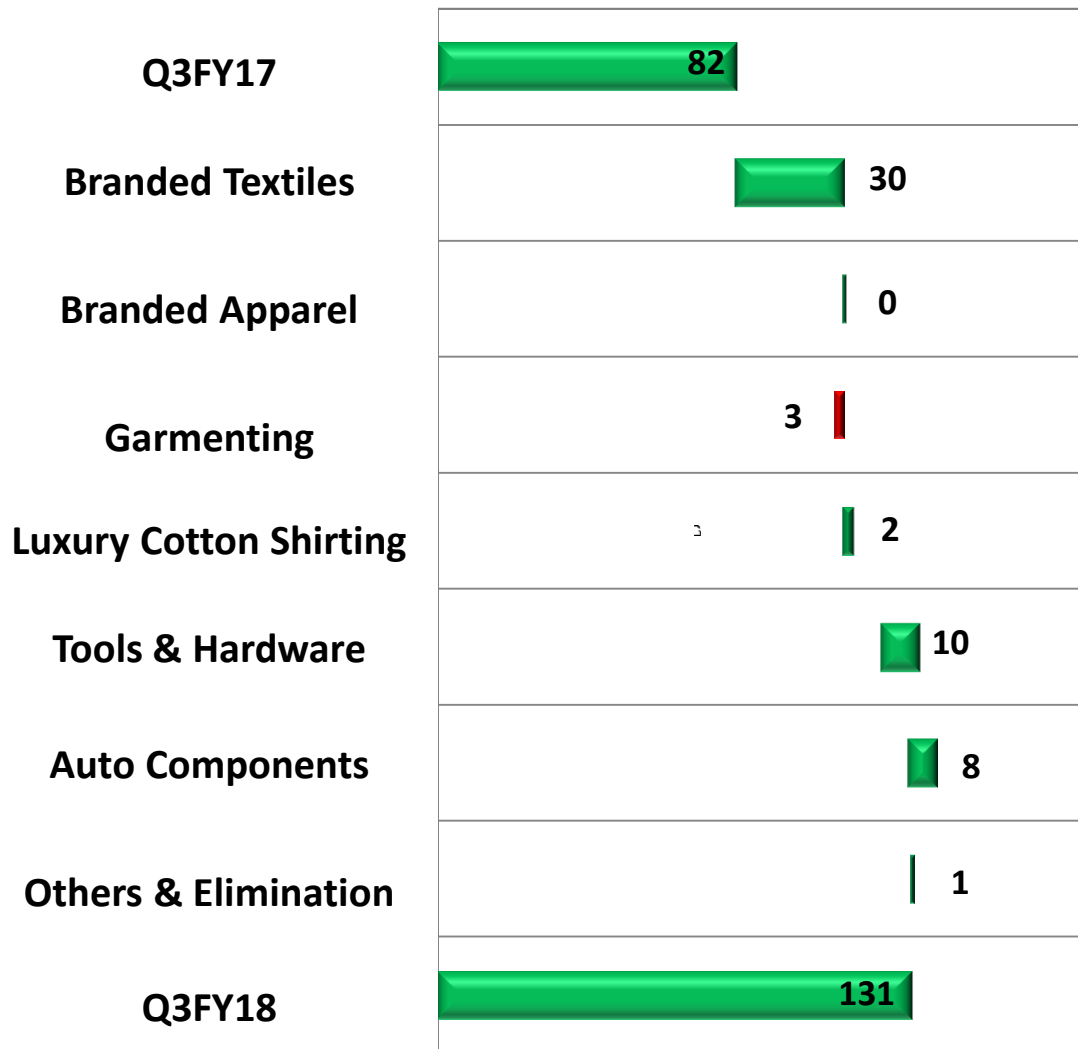 Q3FY17 82
Branded Textiles 30
Branded Apparel 0
Garmenting 3
Luxury Cotton Shirting 2
Tools & Hardware 10
Auto Components 8
Others & Elimination 1
Q3FY18 131